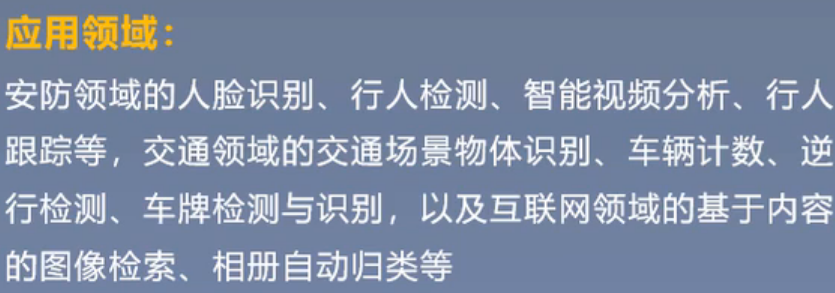 应用领域：
安防领域的人脸识别、行人检测、智能视频分析、行人
跟踪等，交通领域的交通场景物体识别、车辆计数、逆
行检测、车牌检测与识别，以及互联网领域的基于内容
的图像检索、相册自动归类等